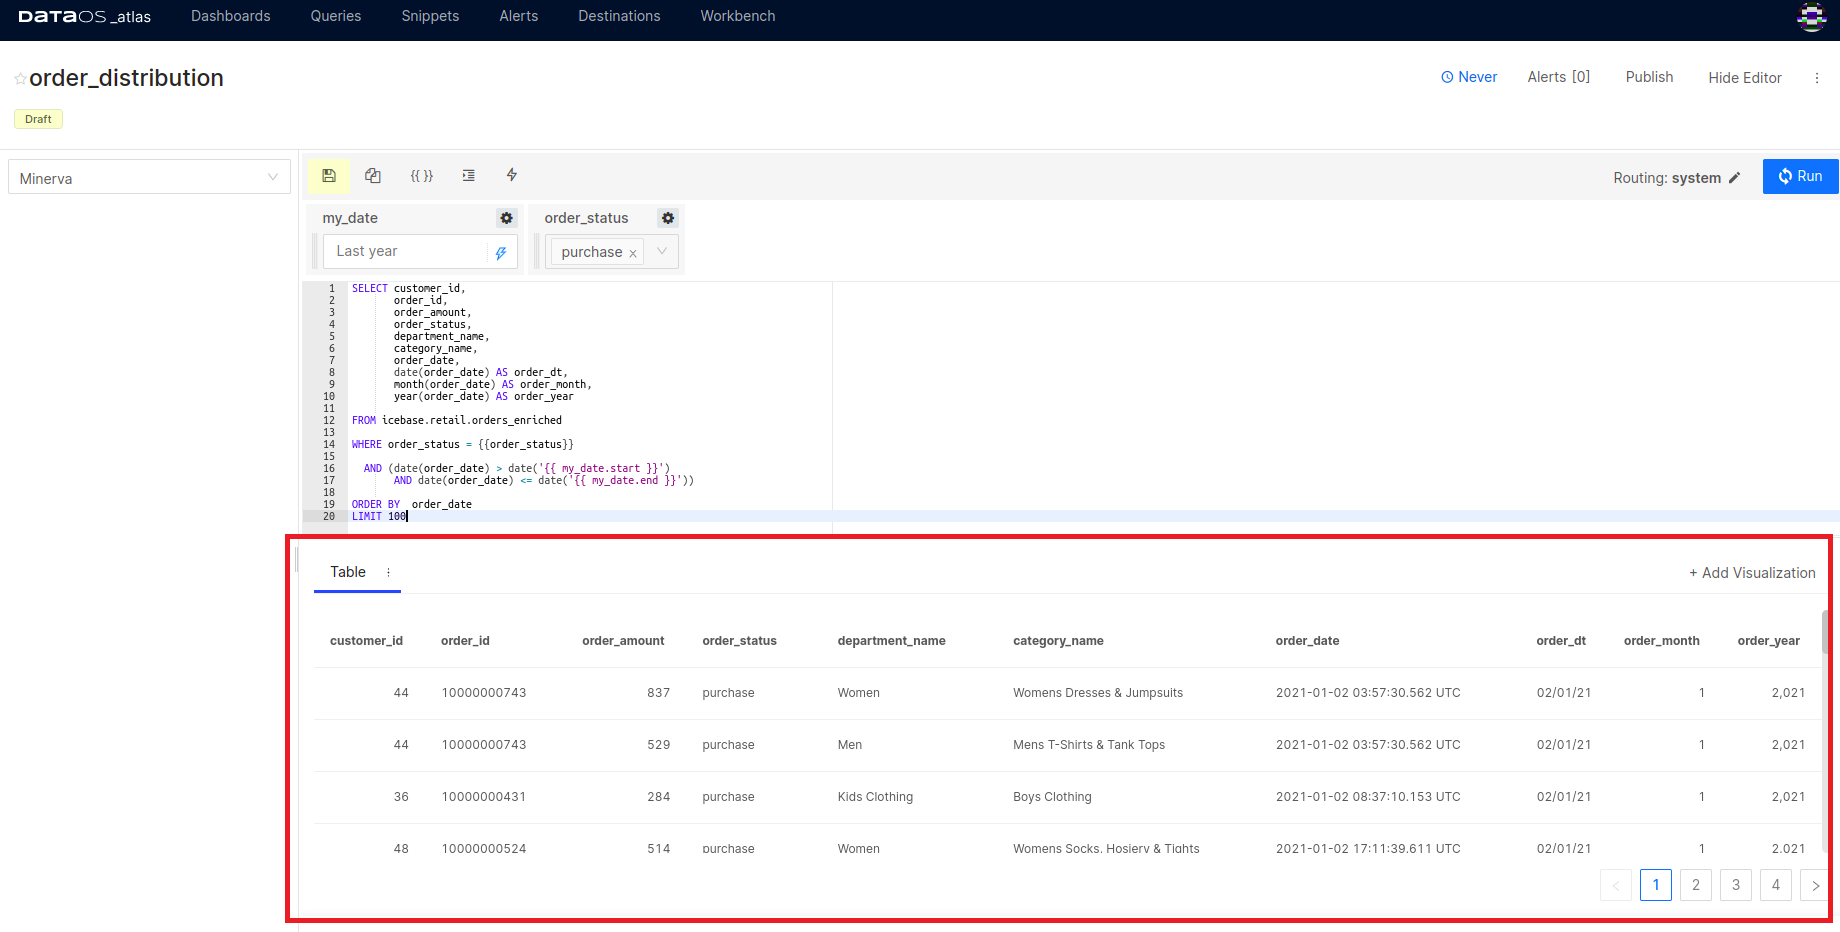 DATAOS _atlas Dashboards Queries Snippets Alerts Destinations Workbench
order_distribution
Never Alerts [0] Publish Hide Editor
Draft
Minerva
{{ }}
Routing: system Run
my_date order_status
Last year purchase x
1 SELECT customer_id,
2 order_id,
3 order_amount,
4 order_status,
5 department_name,
6 category_name,
7 order_date,
8 date(order_date) AS order_dt,
9 month(order_date) AS order_month,
10 year(order_date) AS order_year
11
12 FROM icebase.retail.orders_enriched
13
14 WHERE order_status = {{order_status}}
15
16 AND (date(order_date) > date('{{ my_date.start }}')
17 AND date(order_date) <= date('{{ my_date.end }}'))
18
19 ORDER BY order_date
20 LIMIT 100
Table
+ Add Visualization
customer_id order_id order_amount order_status department_name category_name order_date order_dt order_month order_year
44 10000000743 837 purchase Women Womens Dresses & Jumpsuits 2021-01-02 03:57:30.562 UTC 02/01/21 1 2,021
44 10000000743 529 purchase Men Mens T-Shirts & Tank Tops 2021-01-02 03:57:30.562 UTC 02/01/21 1 2,021
36 10000000431 284 purchase Kids Clothing Boys Clothing 2021-01-02 08:37:10.153 UTC 02/01/21 1 2,021
48 10000000524 514 purchase Women Womens Socks, Hosiery & Tights 2021-01-02 17:11:39.611 UTC 02/01/21 1 2,021
< 1 2 3 4 >